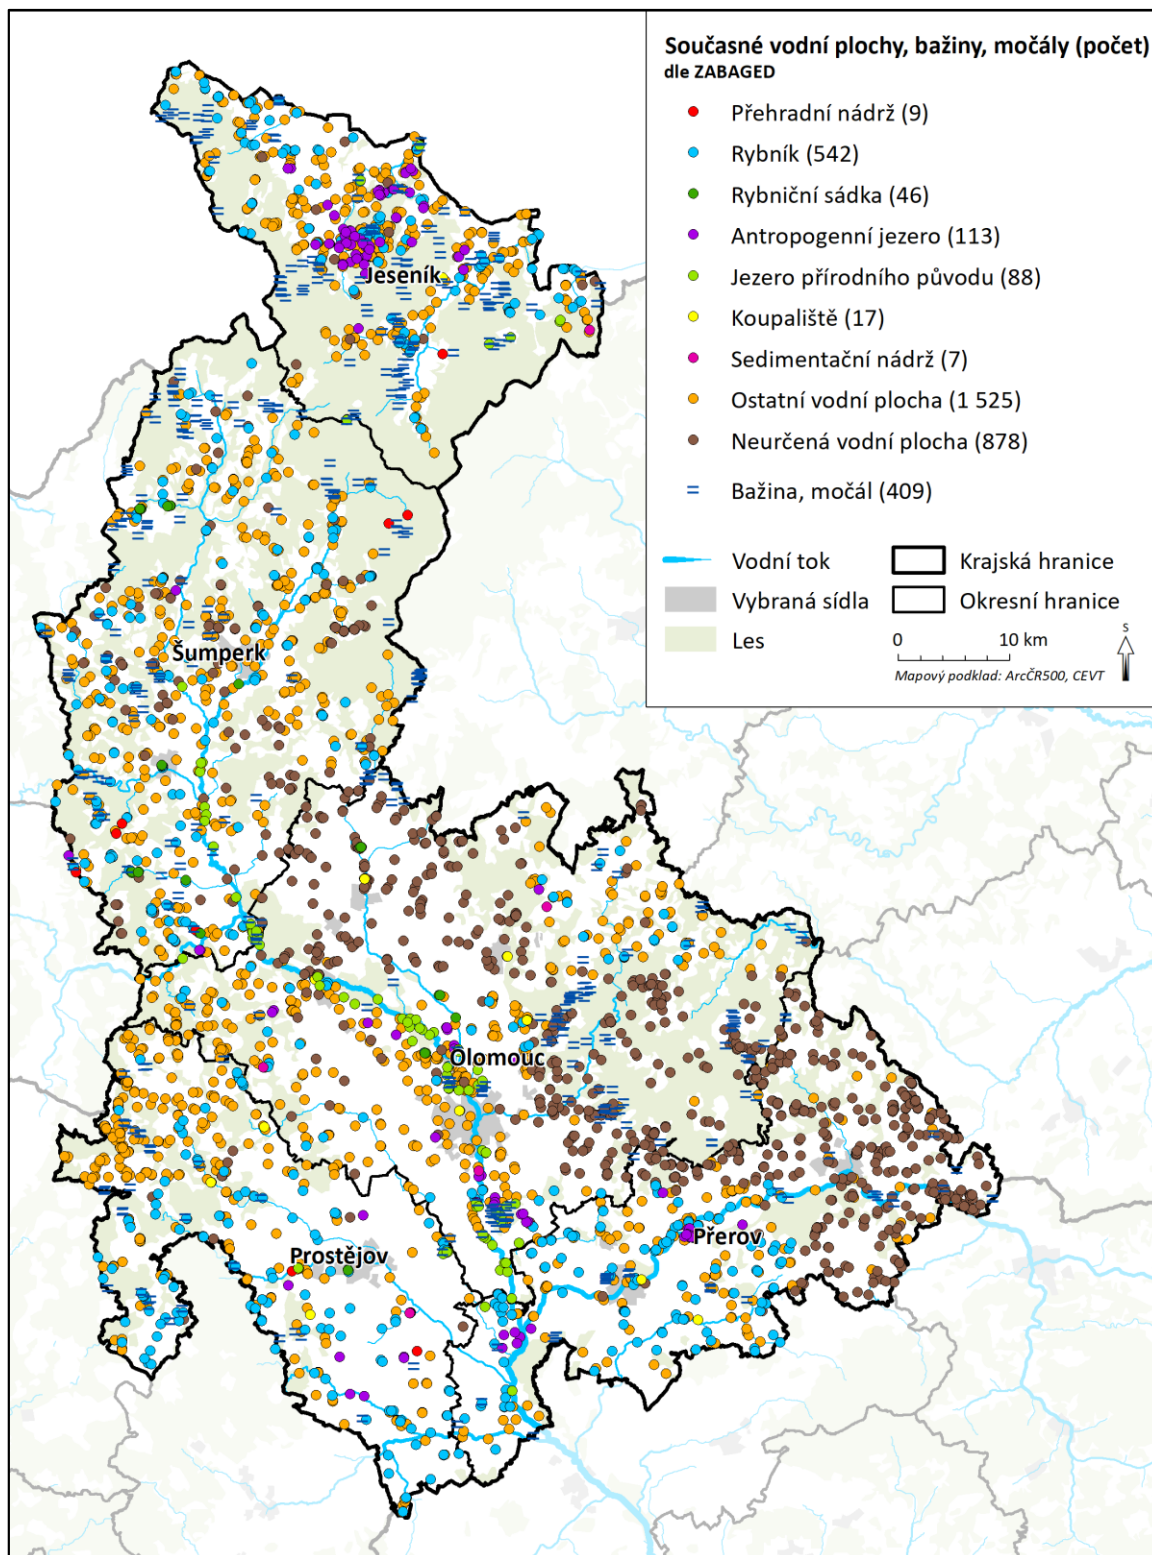 Současné vodní plochy, bažiny, močály (počet)
dle ZABAGED
Přehradní nádrž (9)
Rybník (542)
Rybniční sádka (46)
Antropogenní jezero (113)
Jezero přírodního původu (88)
Koupaliště (17)
Sedimentační nádrž (7)
Ostatní vodní plocha (1 525)
Neurčená vodní plocha (878)
Bažina, močál (409)
Vodní tok
Krajská hranice
Vybraná sídla
Okresní hranice
Les
0 10 km
S
Mapový podklad: ArcČR500, CEVT
Jeseník
Šumperk
Olomouc
Přerov
Prostějov